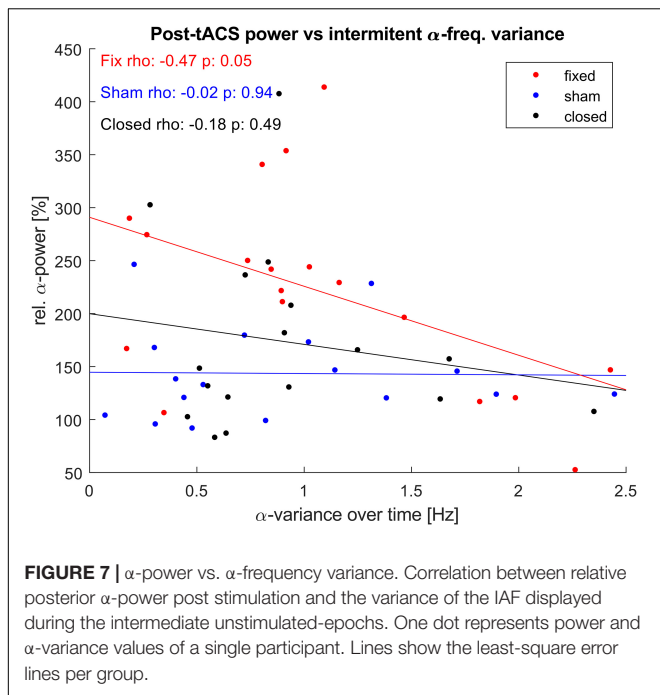 Post-tACS power vs intermitent α-freq. variance
Fix rho: -0.47 p: 0.05
Sham rho: -0.02 p: 0.94
Closed rho: -0.18 p: 0.49
fixed
sham
closed
450
400
350
300
250
200
150
100
50
rel. α-power [%]
0
0.5
1
1.5
2
2.5
α-variance over time [Hz]
FIGURE 7 | α-power vs. α-frequency variance. Correlation between relative
posterior α-power post stimulation and the variance of the IAF displayed
during the intermediate unstimulated-epochs. One dot represents power and
α-variance values of a single participant. Lines show the least-square error
lines per group.